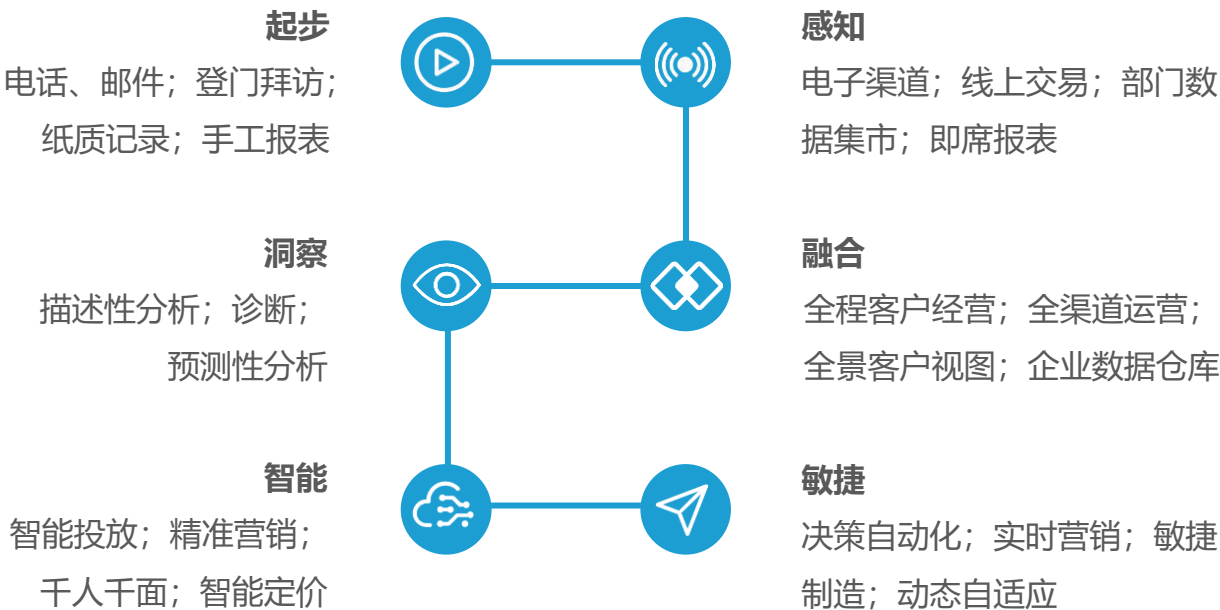 起步
电话、邮件；登门拜访；
纸质记录；手工报表
感知
电子渠道；线上交易；部门数
据集市；即席报表
洞察
描述性分析；诊断；
预测性分析
融合
全程客户经营；全渠道运营；
全景客户视图；企业数据仓库
智能
智能投放；精准营销；
千人千面；智能定价
敏捷
决策自动化；实时营销；敏捷
制造；动态自适应